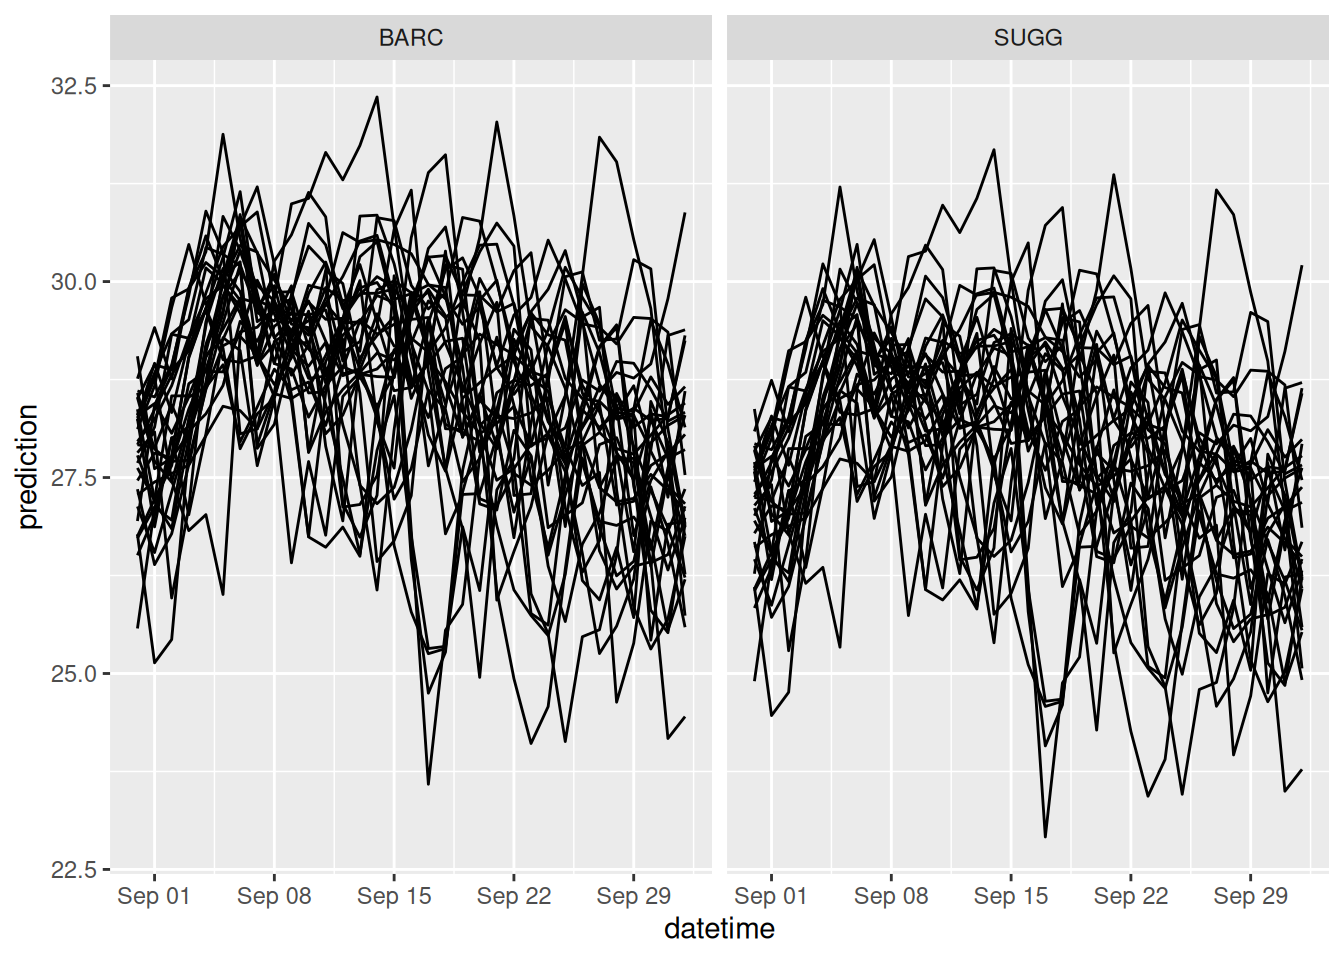 BARC SUGG
prediction
32.5
30.0
27.5
25.0
22.5
Sep 01 Sep 08 Sep 15 Sep 22 Sep 29 Sep 01 Sep 08 Sep 15 Sep 22 Sep 29
datetime